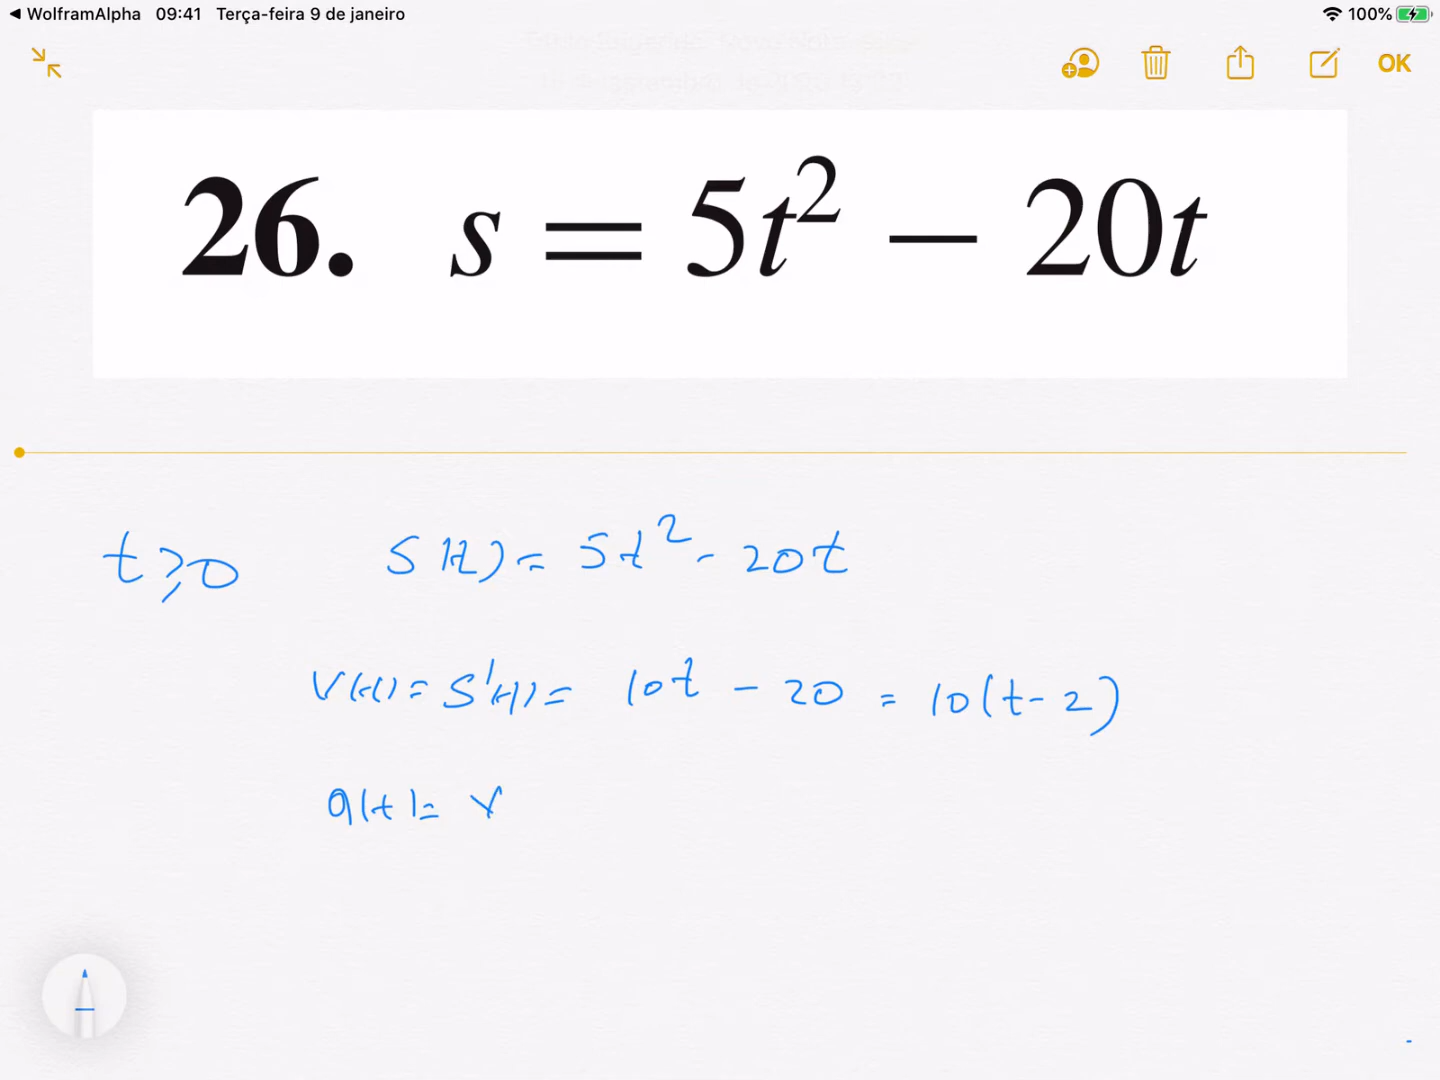 ◀ WolframAlpha 09:41 Terça-feira 9 de janeiro 100%
OK
26. s = 5t² − 20t
t ⩾ 0 s(t) = 5t² - 20t
v(t) = s'(t) = 10t - 20 = 10(t - 2)
a(t) = v